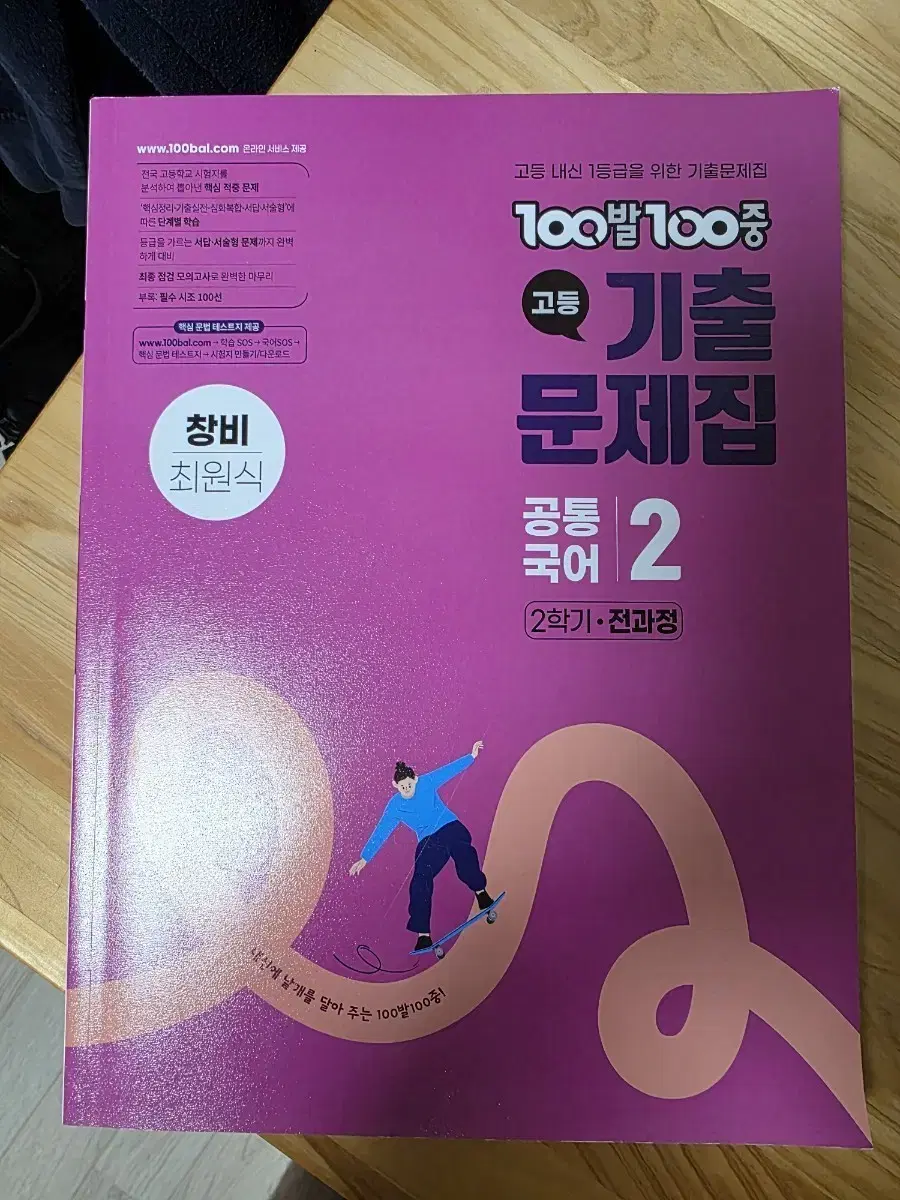 www.100bal.com 온라인 서비스 제공
전국 고등학교 시험지를
분석하여 뽑아낸 핵심 적중 문제
'핵심정리·기출실전·심화복합·서답·서술형'에
따른 단계별 학습
등급을 가르는 서답·서술형 문제까지 완벽
하게 대비
최종 점검 모의고사로 완벽한 마무리
부록: 필수 시조 100선
핵심 문법 테스트지 제공
www.100bal.com → 학습 SOS → 국어SOS →
핵심 문법 테스트지 → 시험지 만들기/다운로드
창비
최원식
고등 내신 1등급을 위한 기출문제집
100발100중
고등
기출
문제집
공통
국어
2
2학기·전과정
내신에 날개를 달아 주는 100발100중!